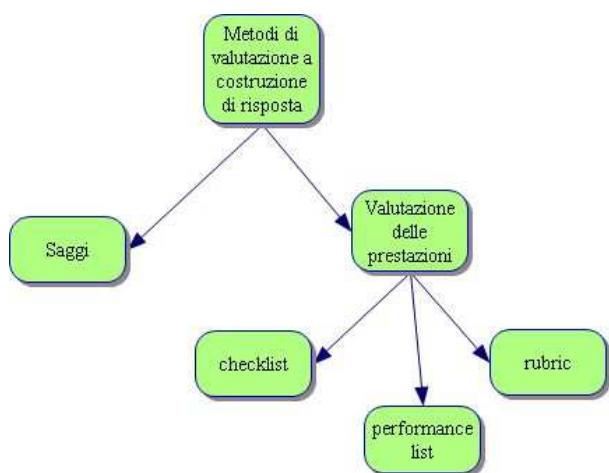 Metodi di
valutazione a
costruzione
di risposta
Saggi
Valutazione
delle
prestazioni
checklist
rubric
performance
list